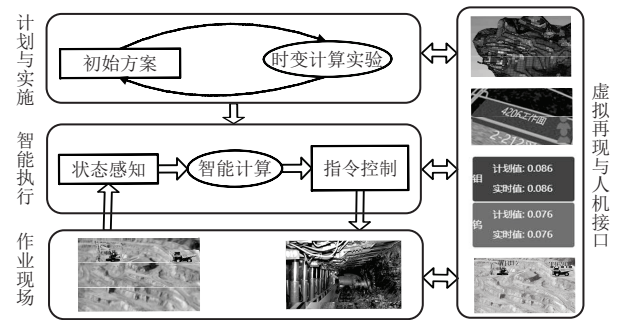 计划与实施
初始方案
时变计算实验
智能执行
状态感知
智能计算
指令控制
作业现场
420K工作面
2-212
钼
计划值: 0.086
实时值: 0.086
钨
计划值: 0.076
实时值: 0.076
虚拟再现与人机接口